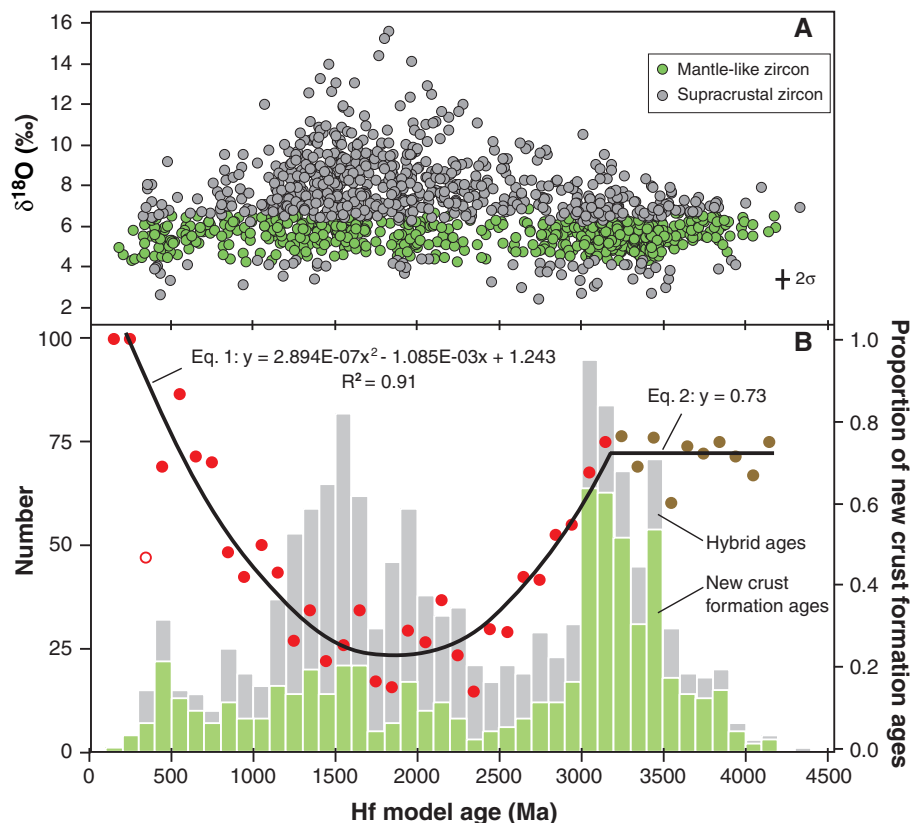 A
16
14
12
10
8
6
4
2
δ18O (‰)
Mantle-like zircon
Supracrustal zircon
2σ
B
100
75
50
25
0
Number
Eq. 1: y = 2.894E-07x² - 1.085E-03x + 1.243
R² = 0.91
Eq. 2: y = 0.73
Hybrid ages
New crust
formation ages
1.0
0.8
0.6
0.4
0.2
0.0
Proportion of new crust formation ages
0 500 1000 1500 2000 2500 3000 3500 4000 4500
Hf model age (Ma)